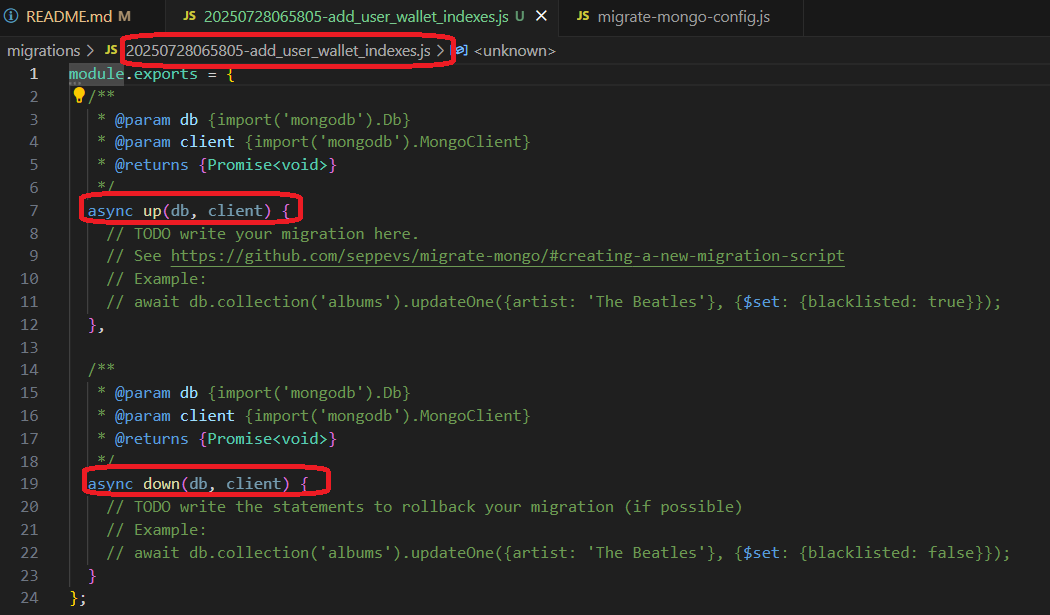 README.md M
JS 20250728065805-add_user_wallet_indexes.js U ×
JS migrate-mongo-config.js
migrations > JS 20250728065805-add_user_wallet_indexes.js > <unknown>
1 module.exports = {
2 /**
3 * @param db {import('mongodb').Db}
4 * @param client {import('mongodb').MongoClient}
5 * @returns {Promise<void>}
6 */
7 async up(db, client) {
8 // TODO write your migration here.
9 // See https://github.com/seppevs/migrate-mongo/#creating-a-new-migration-script
10 // Example:
11 // await db.collection('albums').updateOne({artist: 'The Beatles'}, {$set: {blacklisted: true}});
12 },
13
14 /**
15 * @param db {import('mongodb').Db}
16 * @param client {import('mongodb').MongoClient}
17 * @returns {Promise<void>}
18 */
19 async down(db, client) {
20 // TODO write the statements to rollback your migration (if possible)
21 // Example:
22 // await db.collection('albums').updateOne({artist: 'The Beatles'}, {$set: {blacklisted: false}});
23 }
24 };